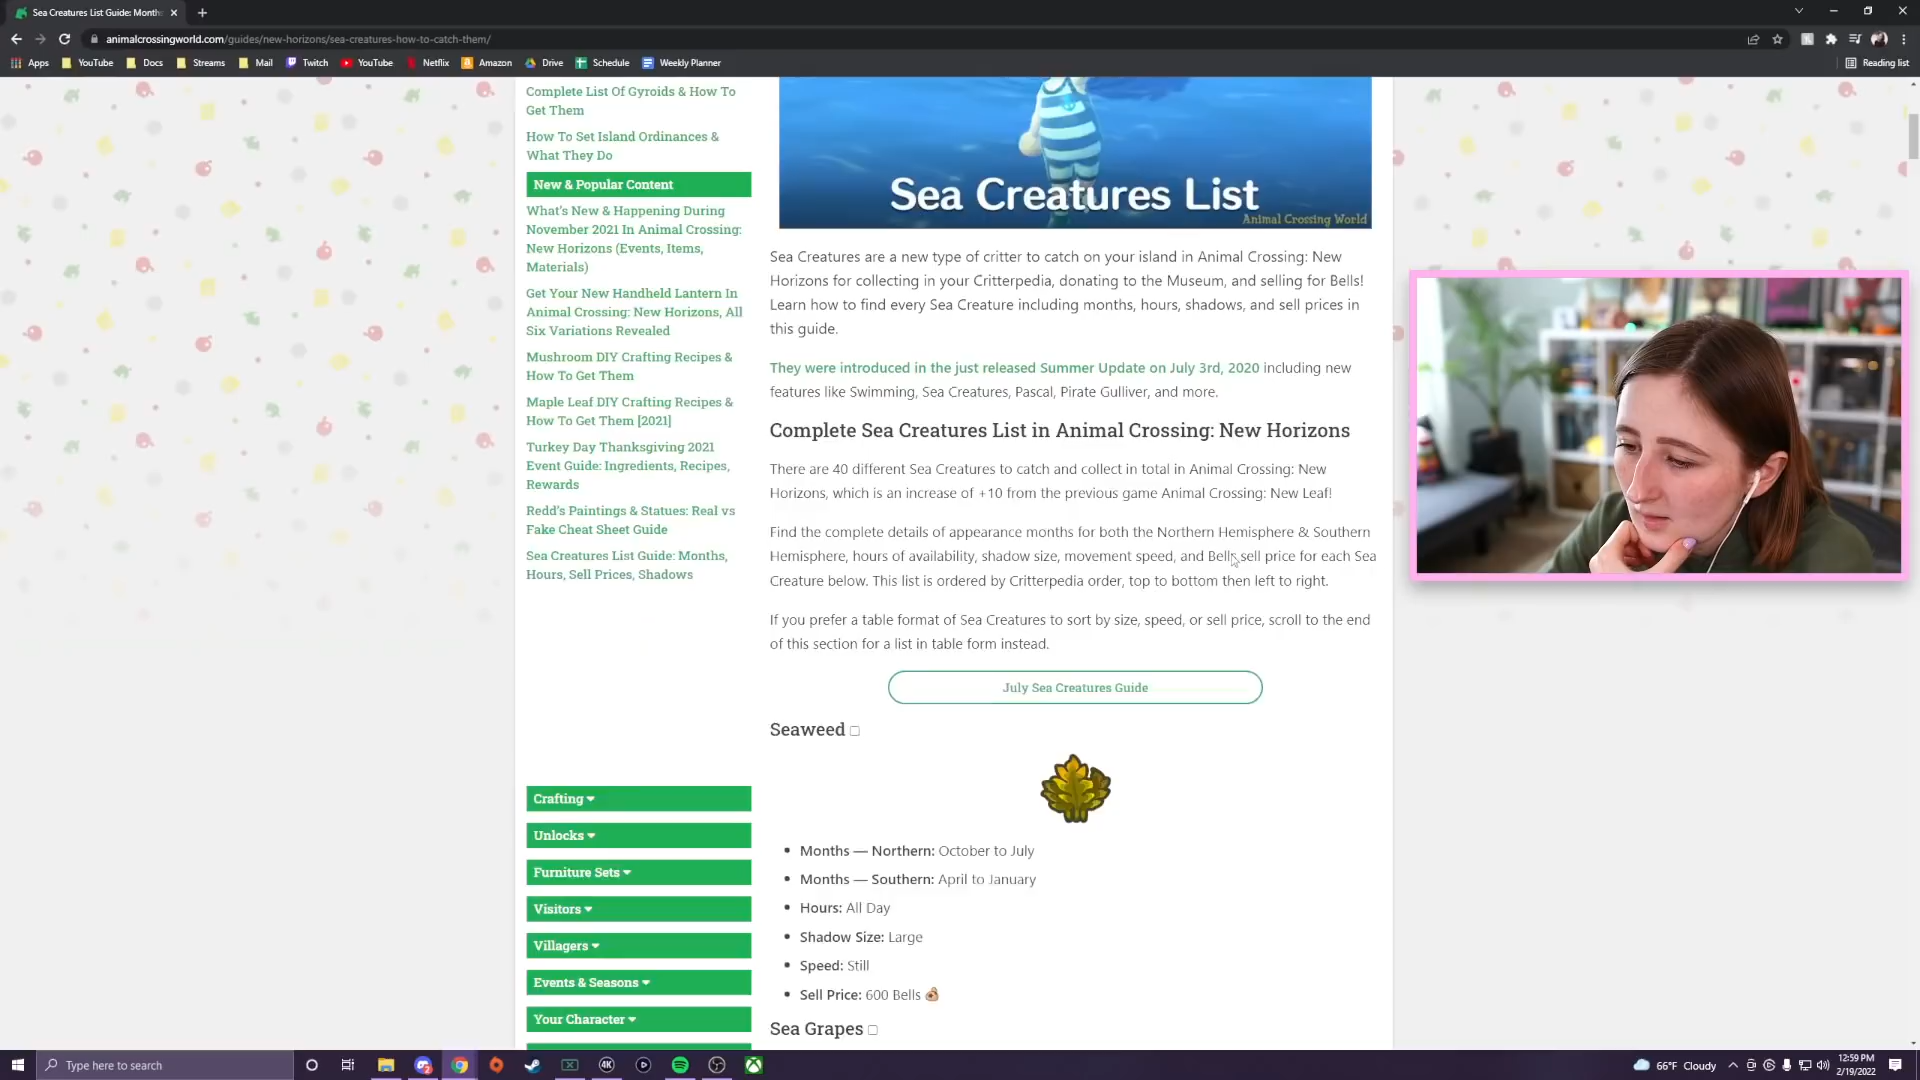 Sea Creatures List Guide: Month
animalcrossingworld.com/guides/new-horizons/sea-creatures-how-to-catch-them/
Apps YouTube Docs Streams Mail Twitch YouTube Netflix Amazon Drive Schedule Weekly Planner Reading list
Complete List Of Gyroids & How To
Get Them
How To Set Island Ordinances &
What They Do
New & Popular Content
What's New & Happening During
November 2021 In Animal Crossing:
New Horizons (Events, Items,
Materials)
Get Your New Handheld Lantern In
Animal Crossing: New Horizons, All
Six Variations Revealed
Mushroom DIY Crafting Recipes &
How To Get Them
Maple Leaf DIY Crafting Recipes &
How To Get Them [2021]
Turkey Day Thanksgiving 2021
Event Guide: Ingredients, Recipes,
Rewards
Redd's Paintings & Statues: Real vs
Fake Cheat Sheet Guide
Sea Creatures List Guide: Months,
Hours, Sell Prices, Shadows
Crafting
Unlocks
Furniture Sets
Visitors
Villagers
Events & Seasons
Your Character
Sea Creatures List
Animal Crossing World
Sea Creatures are a new type of critter to catch on your island in Animal Crossing: New
Horizons for collecting in your Critterpedia, donating to the Museum, and selling for Bells!
Learn how to find every Sea Creature including months, hours, shadows, and sell prices in
this guide.
They were introduced in the just released Summer Update on July 3rd, 2020 including new
features like Swimming, Sea Creatures, Pascal, Pirate Gulliver, and more.
Complete Sea Creatures List in Animal Crossing: New Horizons
There are 40 different Sea Creatures to catch and collect in total in Animal Crossing: New
Horizons, which is an increase of +10 from the previous game Animal Crossing: New Leaf!
Find the complete details of appearance months for both the Northern Hemisphere & Southern
Hemisphere, hours of availability, shadow size, movement speed, and Bells sell price for each Sea
Creature below. This list is ordered by Critterpedia order, top to bottom then left to right.
If you prefer a table format of Sea Creatures to sort by size, speed, or sell price, scroll to the end
of this section for a list in table form instead.
July Sea Creatures Guide
Seaweed
Months — Northern: October to July
Months — Southern: April to January
Hours: All Day
Shadow Size: Large
Speed: Still
Sell Price: 600 Bells
Sea Grapes
Type here to search
4K
66°F Cloudy
12:59 PM
2/19/2022